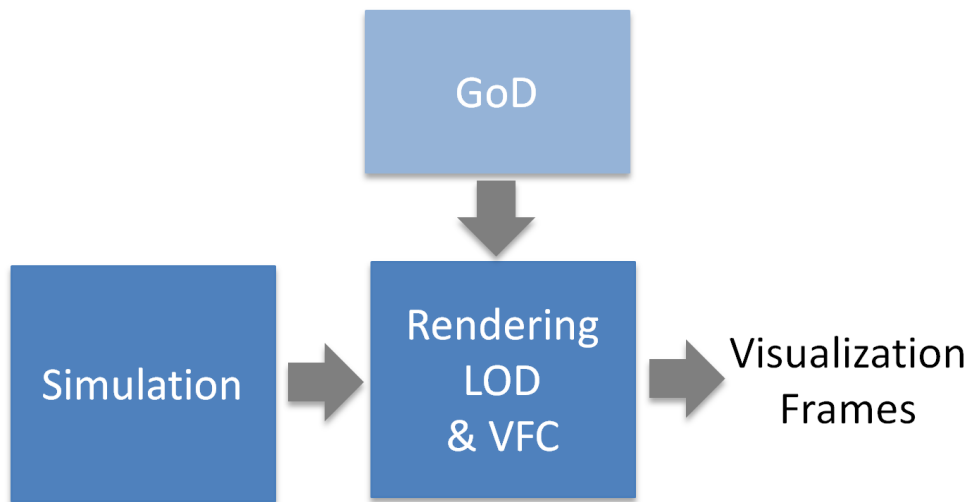 GoD
Simulation
Rendering
LOD
& VFC
Visualization
Frames